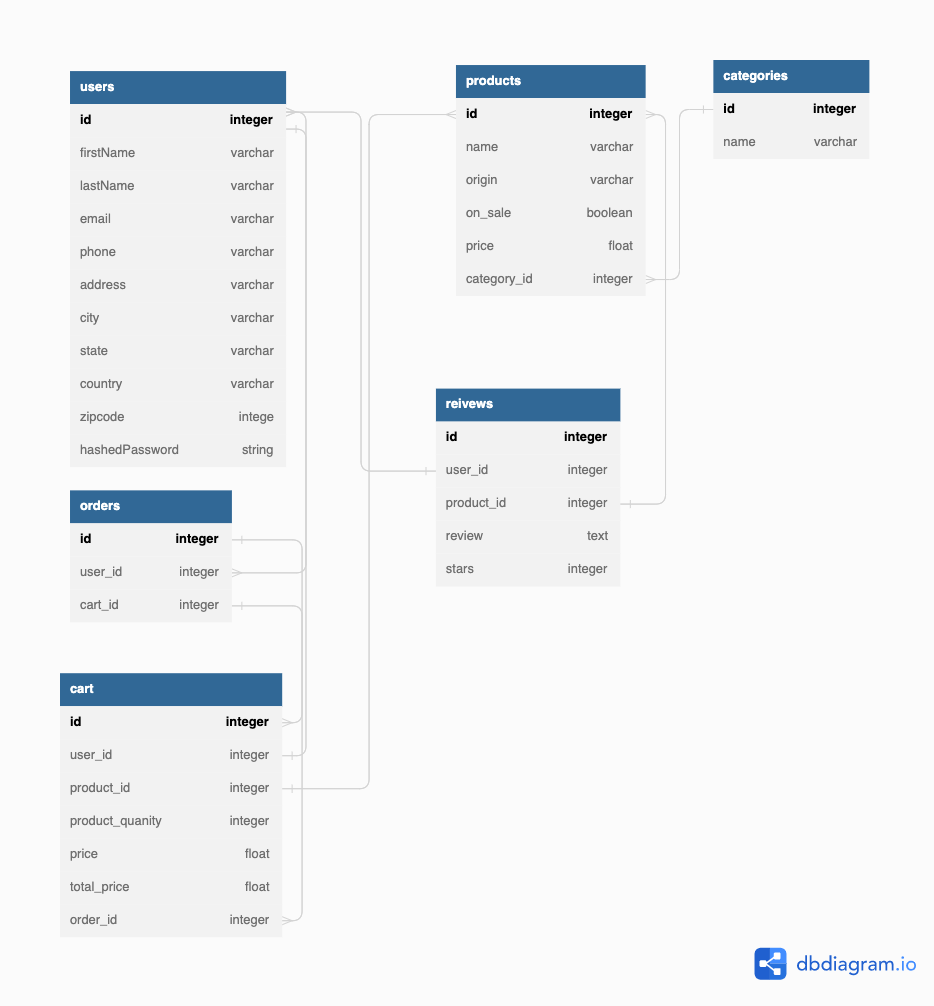 users
id integer
firstName varchar
lastName varchar
email varchar
phone varchar
address varchar
city varchar
state varchar
country varchar
zipcode intege
hashedPassword string
orders
id integer
user_id integer
cart_id integer
cart
id integer
user_id integer
product_id integer
product_quanity integer
price float
total_price float
order_id integer
products
id integer
name varchar
origin varchar
on_sale boolean
price float
category_id integer
reivews
id integer
user_id integer
product_id integer
review text
stars integer
categories
id integer
name varchar
dbdiagram.io